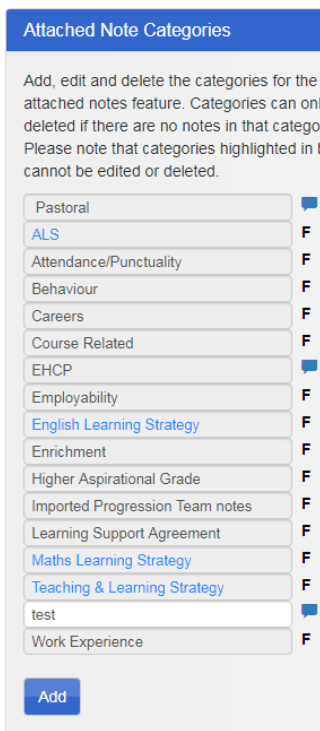 Attached Note Categories
Add, edit and delete the categories for the
attached notes feature. Categories can
deleted if there are no notes in that
Please note that categories highlighted in
cannot be edited or deleted.
Pastoral
ALS F
Attendance/Punctuality F
Behaviour F
Careers F
Course Related F
EHCP
Employability F
English Learning Strategy F
Enrichment F
Higher Aspirational Grade F
Imported Progression Team notes F
Learning Support Agreement F
Maths Learning Strategy F
Teaching & Learning Strategy F
test
Work Experience F
Add